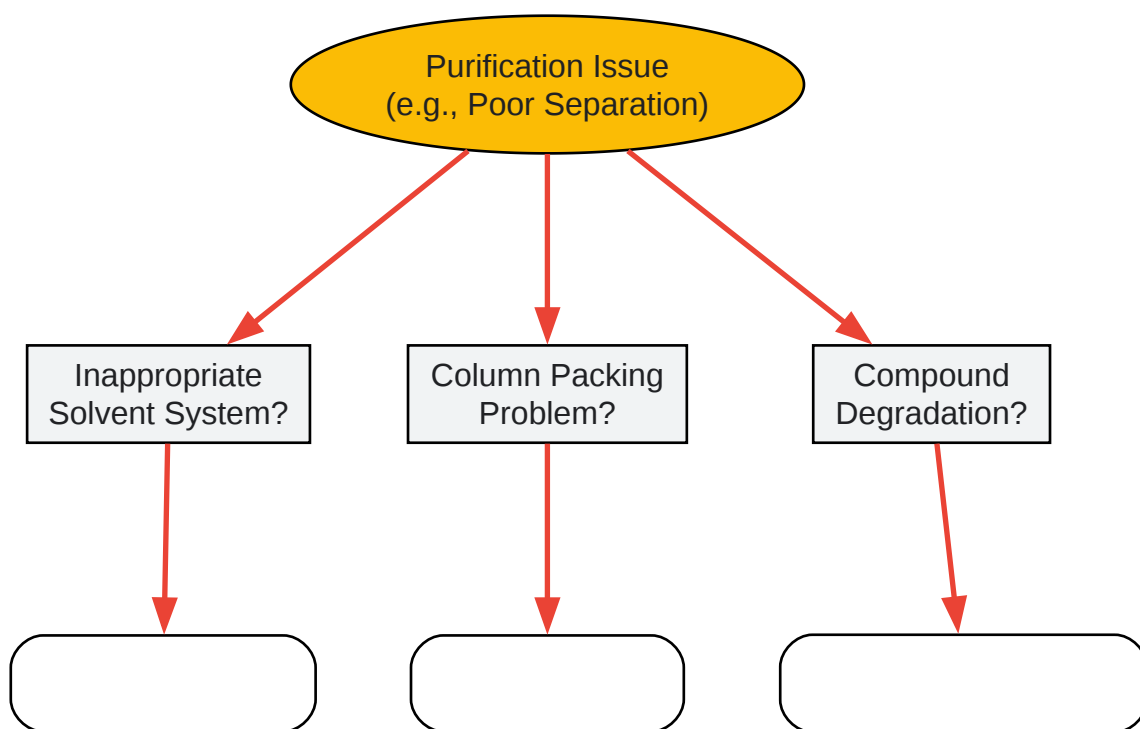 Purification Issue
(e.g., Poor Separation)
Inappropriate
Solvent System?
Column Packing
Problem?
Compound
Degradation?